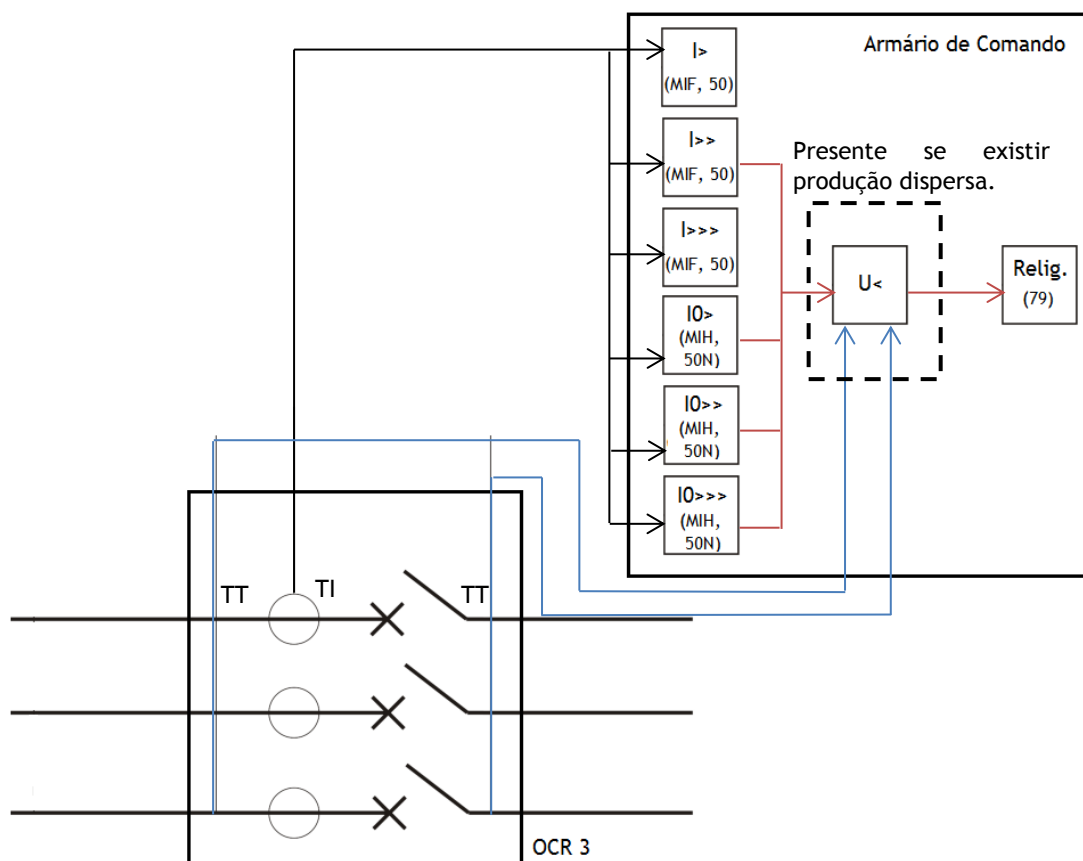 Armário de Comando
I>
(MIF, 50)
I>>
(MIF, 50)
Presente se existir
produção dispersa.
I>>>
(MIF, 50)
U<
Relig.
(79)
I0>
(MIH,
50N)
I0>>
(MIH,
50N)
I0>>>
(MIH,
50N)
TT
TI
TT
OCR 3